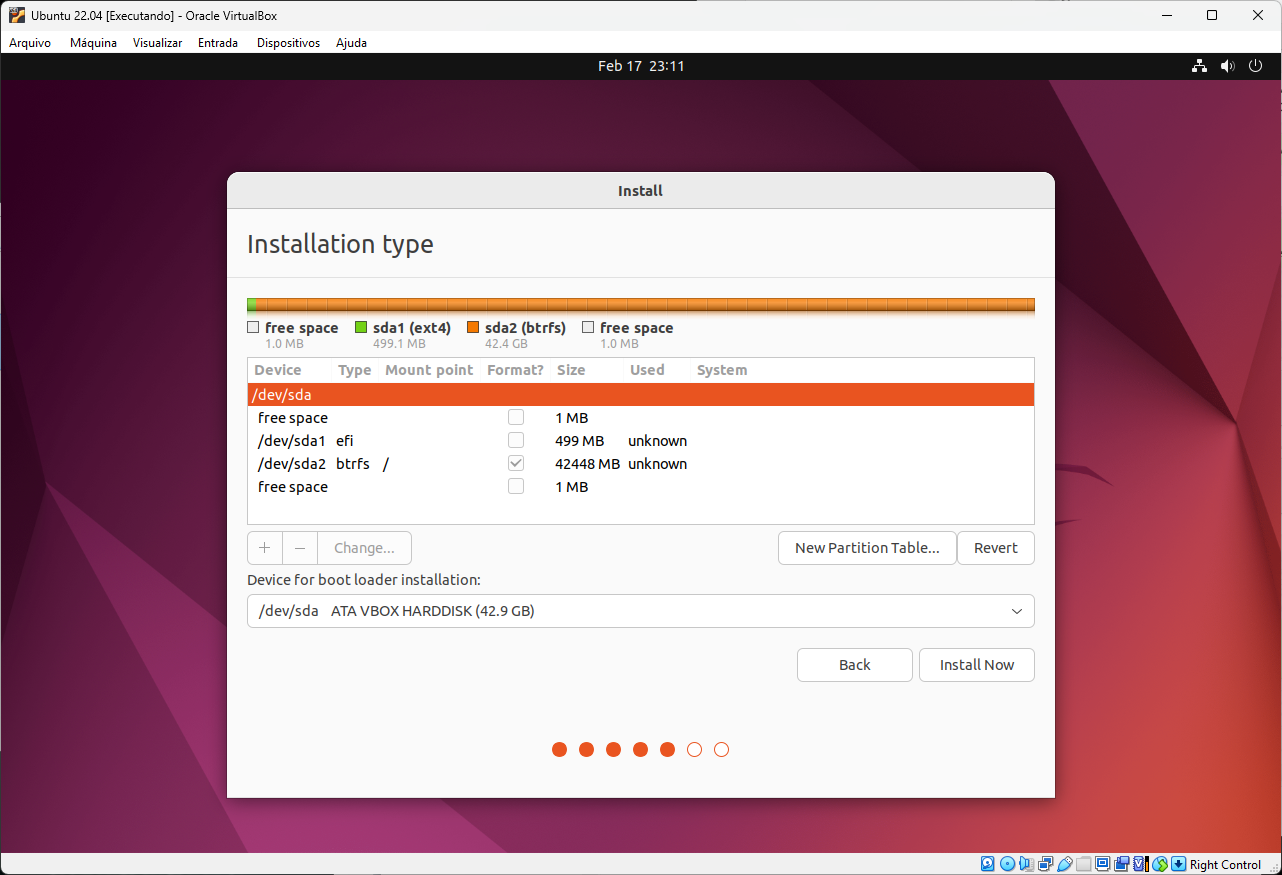 Ubuntu 22.04 [Executando] - Oracle VirtualBox
Arquivo Máquina Visualizar Entrada Dispositivos Ajuda
Feb 17 23:11
Install
Installation type
free space sda1 (ext4) sda2 (btrfs) free space
1.0 MB 499.1 MB 42.4 GB 1.0 MB
Device Type Mount point Format? Size Used System
/dev/sda
free space 1 MB
/dev/sda1 efi 499 MB unknown
/dev/sda2 btrfs / 42448 MB unknown
free space 1 MB
+ − Change... New Partition Table... Revert
Device for boot loader installation:
/dev/sda ATA VBOX HARDDISK (42.9 GB)
Back Install Now
Right Control